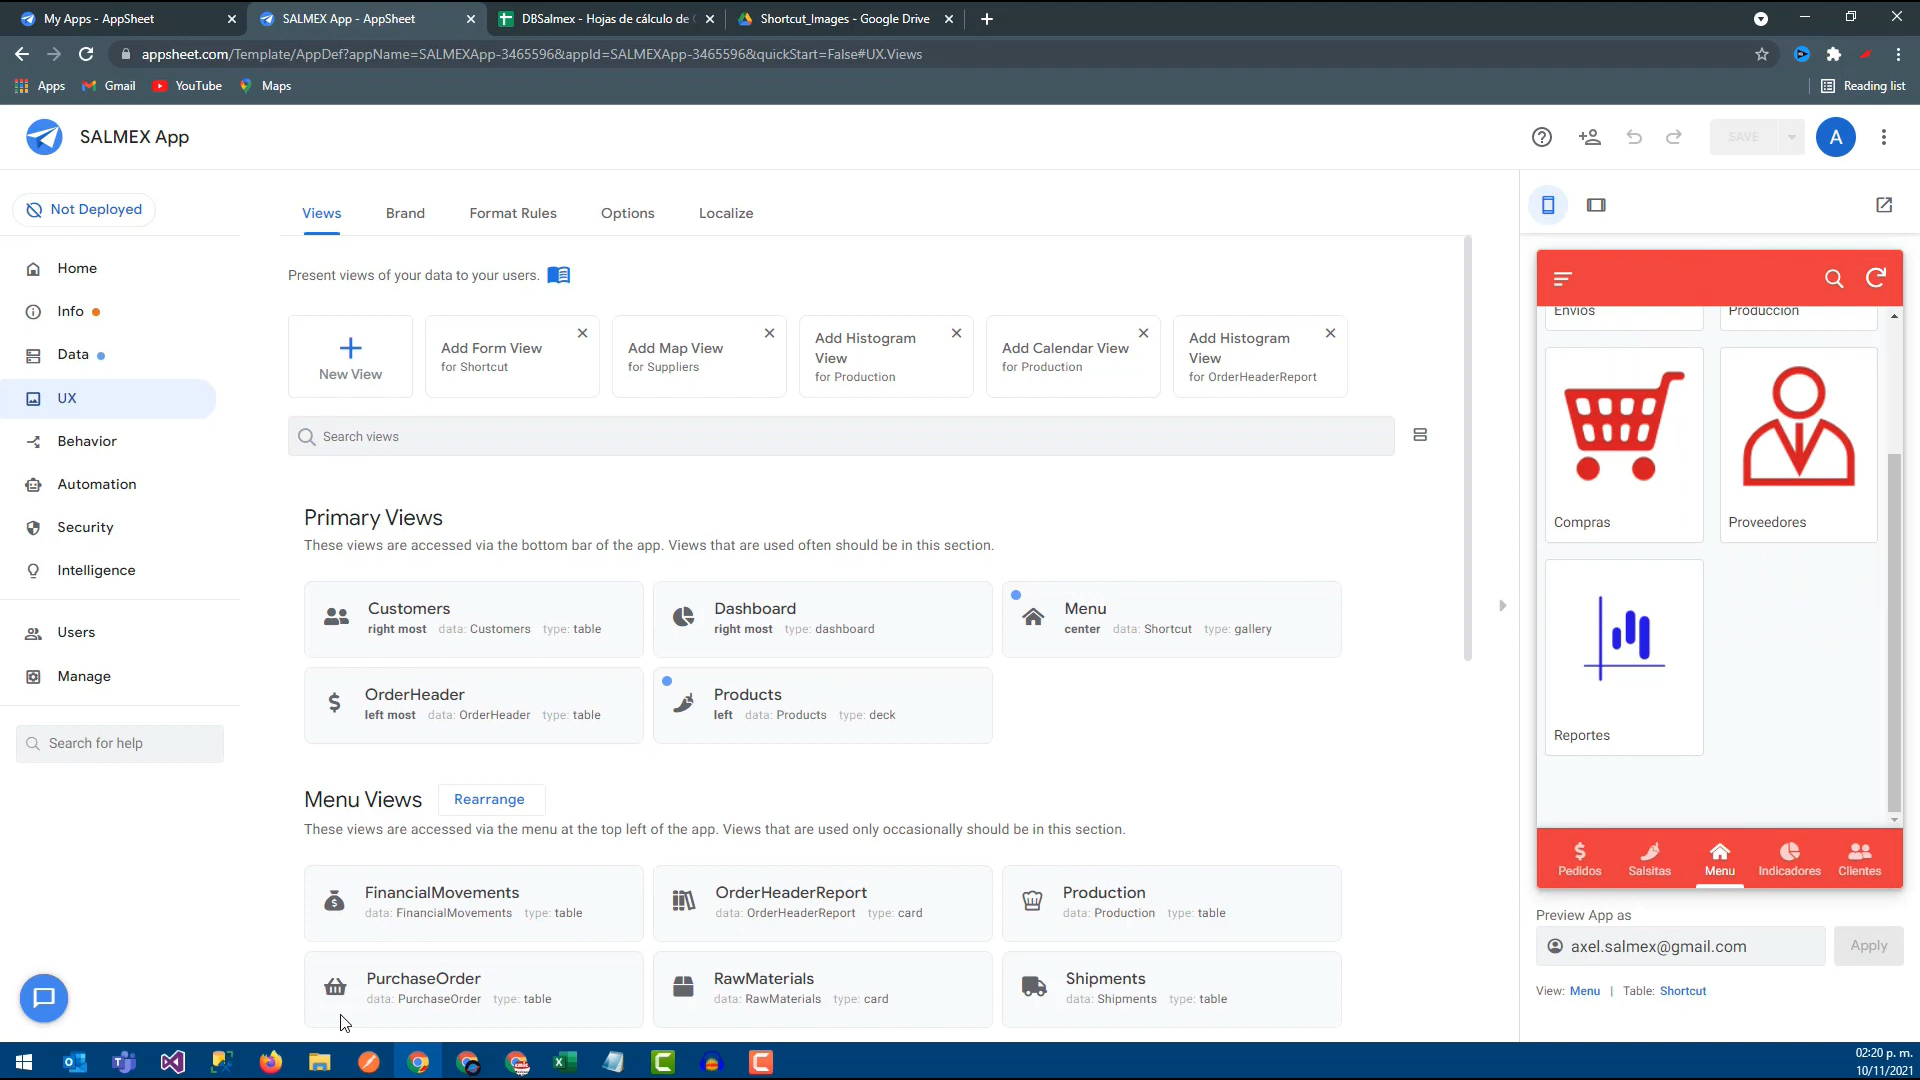 My Apps - AppSheet
SALMEX App - AppSheet
DBSalmex - Hojas de cálculo de
Shortcut_Images - Google Drive
appsheet.com/Template/AppDef?appName=SALMEXApp-3465596&appId=SALMEXApp-3465596&quickStart=False#UX.Views
Apps
Gmail
YouTube
Maps
Reading list
SALMEX App
SAVE
A
Not Deployed
Home
Info
Data
UX
Behavior
Automation
Security
Intelligence
Users
Manage
Search for help
Views
Brand
Format Rules
Options
Localize
Present views of your data to your users.
New View
Add Form View
for Shortcut
Add Map View
for Suppliers
Add Histogram
View
for Production
Add Calendar View
for Production
Add Histogram
View
for OrderHeaderReport
Search views
Primary Views
These views are accessed via the bottom bar of the app. Views that are used often should be in this section.
Customers
right most data: Customers type: table
Dashboard
right most type: dashboard
Menu
center data: Shortcut type: gallery
OrderHeader
left most data: OrderHeader type: table
Products
left data: Products type: deck
Menu Views
Rearrange
These views are accessed via the menu at the top left of the app. Views that are used only occasionally should be in this section.
FinancialMovements
data: FinancialMovements type: table
OrderHeaderReport
data: OrderHeaderReport type: card
Production
data: Production type: table
PurchaseOrder
data: PurchaseOrder type: table
RawMaterials
data: RawMaterials type: card
Shipments
data: Shipments type: table
Envíos
Producción
Compras
Proveedores
Reportes
Pedidos
Salsitas
Menu
Indicadores
Clientes
Preview App as
axel.salmex@gmail.com
Apply
View: Menu | Table: Shortcut
02:20 p. m.
10/11/2021